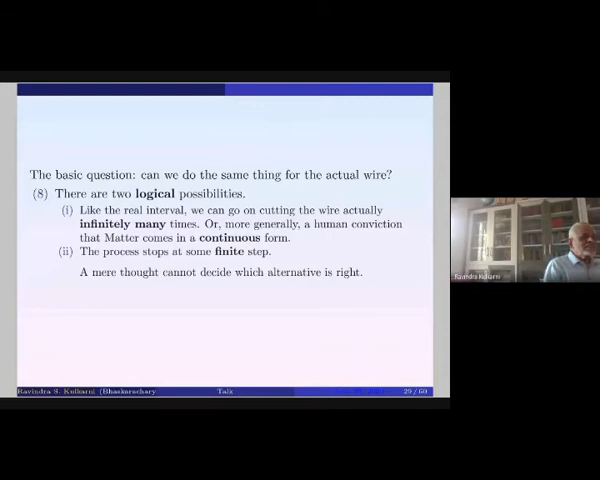 The basic question: can we do the same thing for the actual wire?
(8) There are two logical possibilities.
(i) Like the real interval, we can go on cutting the wire actually
infinitely many times. Or, more generally, a human conviction
that Matter comes in a continuous form.
(ii) The process stops at some finite step.
A mere thought cannot decide which alternative is right.
Ravindra S. Kulkarni (Bhaskaracharya Talk 29 / 60
Ravindra Kulkarni